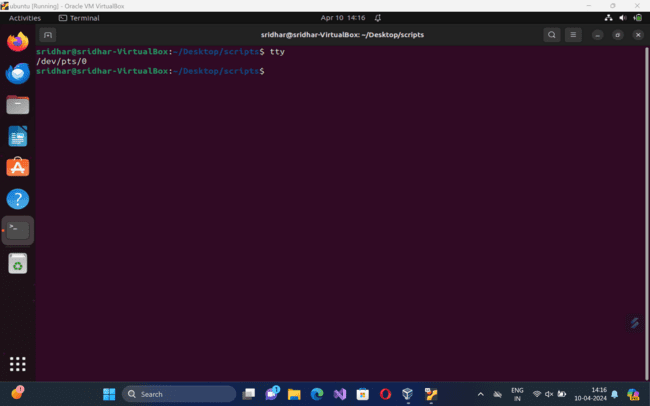 ubuntu [Running] - Oracle VM VirtualBox
Activities
Terminal
Apr 10 14:16
sridhar@sridhar-VirtualBox: ~/Desktop/scripts
sridhar@sridhar-VirtualBox:~/Desktop/scripts$ tty
/dev/pts/0
sridhar@sridhar-VirtualBox:~/Desktop/scripts$
Search
ENG
IN
14:16
10-04-2024